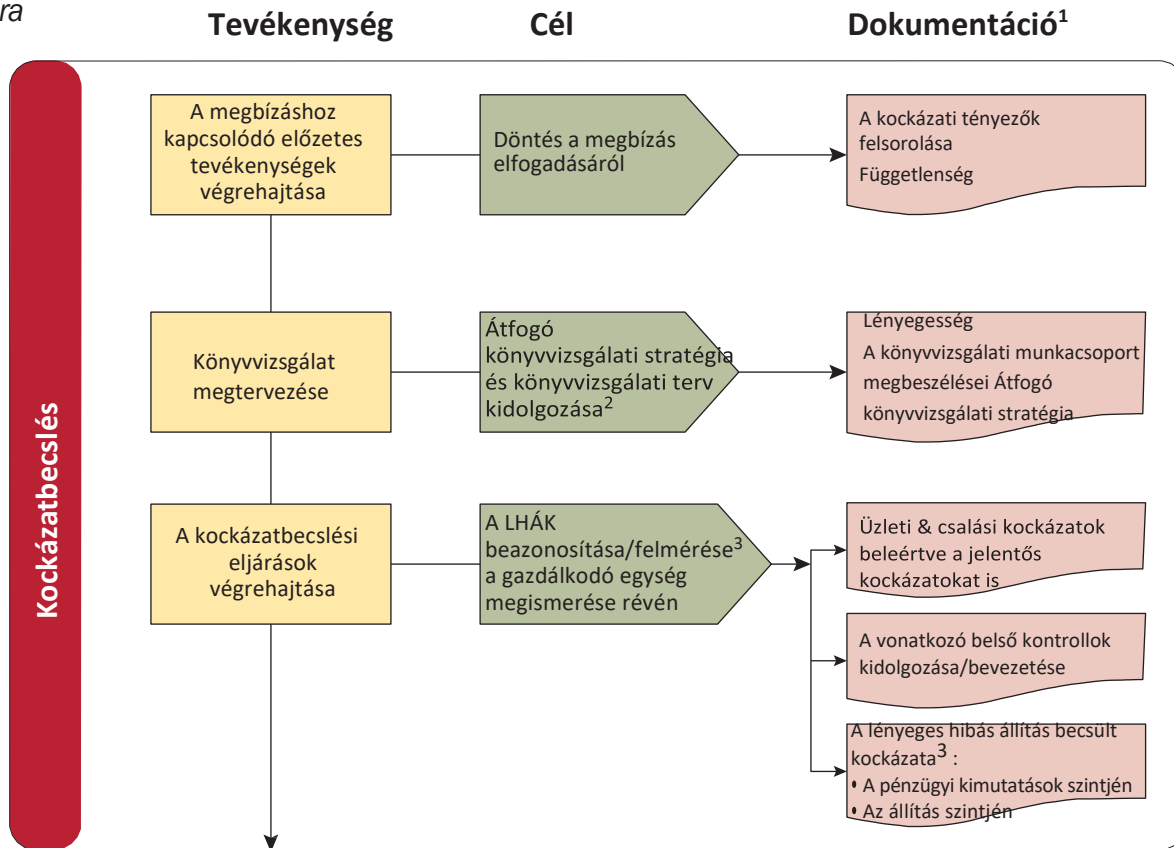 ra
Tevékenység
Cél
Dokumentáció1
Kockázatbecslés
A megbízáshoz
kapcsolódó előzetes
tevékenységek
végrehajtása
Döntés a megbízás
elfogadásáról
A kockázati tényezők
felsorolása
Függetlenség
Könyvvizsgálat
megtervezése
Átfogó
könyvvizsgálati stratégia
és könyvvizsgálati terv
kidolgozása2
Lényegesség
A könyvvizsgálati munkacsoport
megbeszélései Átfogó
könyvvizsgálati stratégia
A kockázatbecslési
eljárások
végrehajtása
A LHÁK
beazonosítása/felmérése3
a gazdálkodó egység
megismerése révén
Üzleti & csalási kockázatok
beleértve a jelentős
kockázatokat is
A vonatkozó belső kontrollok
kidolgozása/bevezetése
A lényeges hibás állítás becsült
kockázata3 :
• A pénzügyi kimutatások szintjén
• Az állítás szintjén